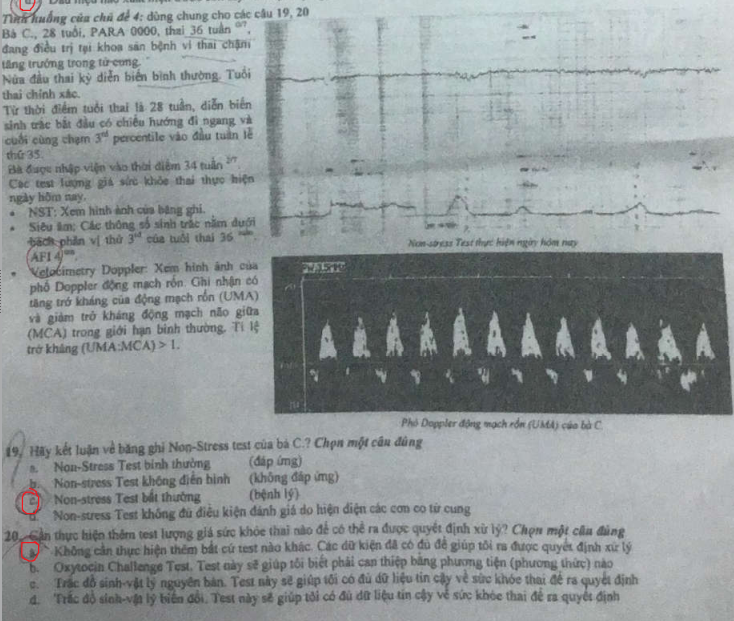 Tình huống của chủ đề 4: dùng chung cho các câu 19, 20
Bà C., 28 tuổi, PARA 0000, thai 36 tuần 0/7,
đang điều trị tại khoa sản bệnh vì thai chậm
tăng trưởng trong tử cung.
Nửa đầu thai kỳ diễn biến bình thường. Tuổi
thai chính xác.
Từ thời điểm tuổi thai là 28 tuần, diễn biến
sinh trắc bắt đầu có chiều hướng đi ngang và
cuối cùng chạm 3rd percentile vào đầu tuần lễ
thứ 35.
Bà được nhập viện vào thời điểm 34 tuần
Các test lượng giá sức khỏe thai thực hiện
ngày hôm nay.
• NST: Xem hình ảnh của băng ghi.
• Siêu âm: Các thông số sinh trắc nằm dưới
bách phân vị thứ 3rd của tuổi thai 36
AFI 4
• Velocimetry Doppler: Xem hình ảnh của
phổ Doppler động mạch rốn. Ghi nhận có
tăng trở kháng của động mạch rốn (UMA)
và giảm trở kháng động mạch não giữa
(MCA) trong giới hạn bình thường. Tỉ lệ
trở kháng (UMA:MCA) > 1.
Non-stress Test thực hiện ngày hôm nay
Phổ Doppler động mạch rốn (UMA) của bà C.
19. Hãy kết luận về băng ghi Non-Stress test của bà C.? Chọn một câu đúng
a. Non-Stress Test bình thường (đáp ứng)
b. Non-stress Test không điển hình (không đáp ứng)
c. Non-stress Test bất thường (bệnh lý)
d. Non-stress Test không đủ điều kiện đánh giá do hiện diện các cơn co tử cung
20. Cần thực hiện thêm test lượng giá sức khỏe thai nào để có thể ra được quyết định xử lý? Chọn một câu đúng
a. Không cần thực hiện thêm bất cứ test nào khác. Các dữ kiện đã có đủ để giúp tôi ra được quyết định xử lý
b. Oxytocin Challenge Test. Test này sẽ giúp tôi biết phải can thiệp bằng phương tiện (phương thức) nào
c. Trắc đồ sinh-vật lý nguyên bản. Test này sẽ giúp tôi có đủ dữ liệu tin cậy về sức khỏe thai để ra quyết định
d. Trắc đồ sinh-vật lý biến đổi. Test này sẽ giúp tôi có đủ dữ liệu tin cậy về sức khỏe thai để ra quyết định